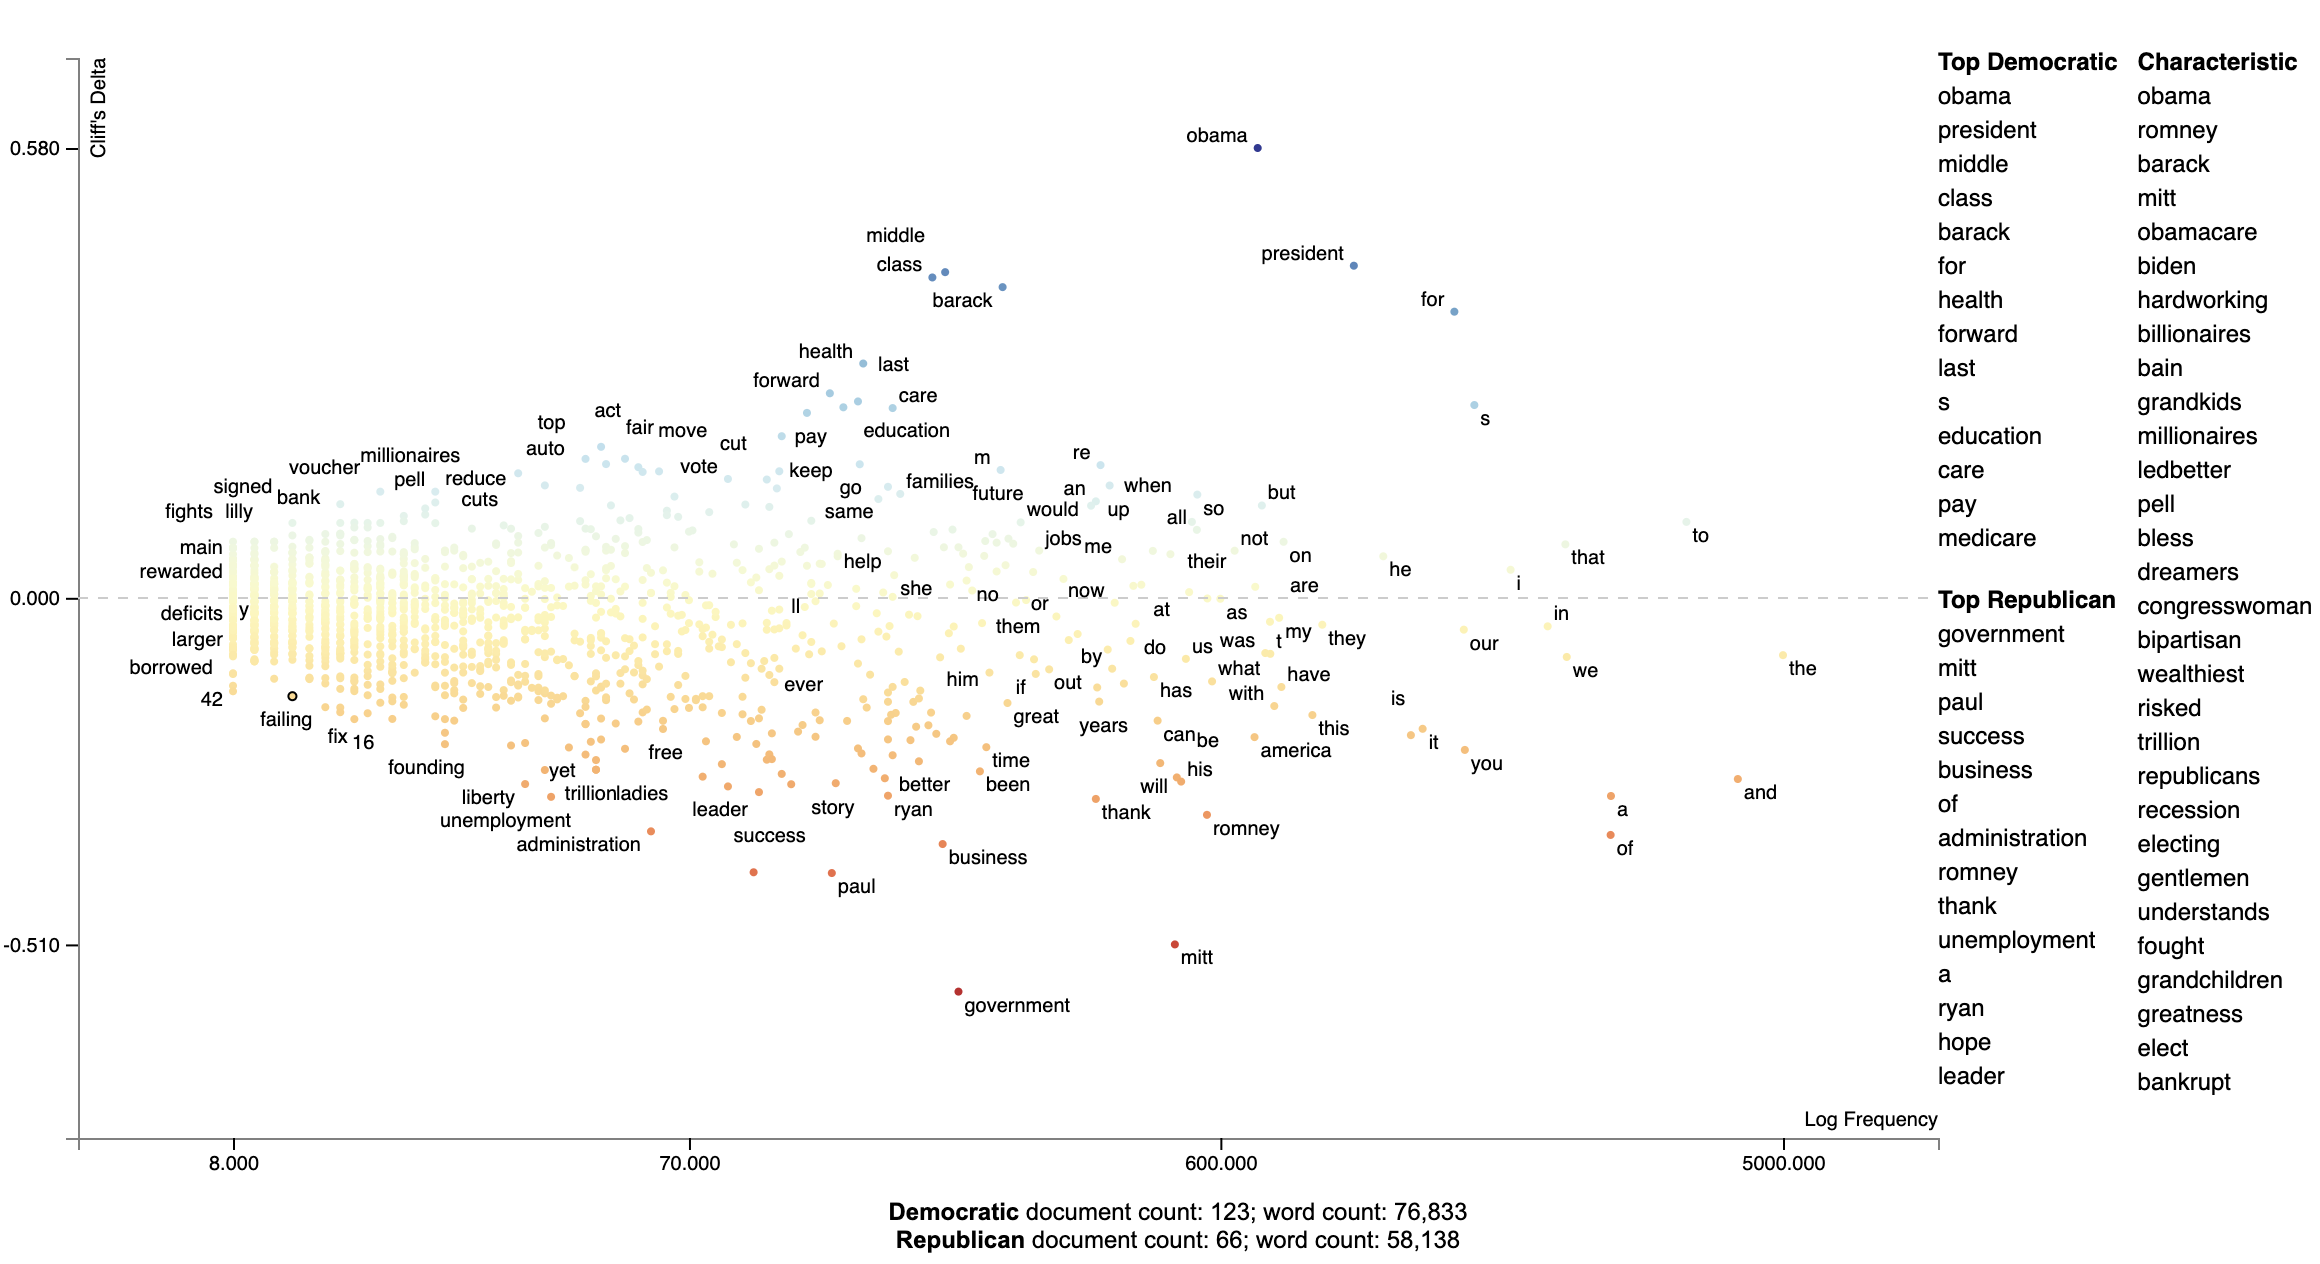 Cliff's Delta
0.580
0.000
-0.510
obama
middle
class
barack
president
for
health
last
forward
care
s
top
act
fair
move
cut
pay
education
auto
millionaires
voucher
pell
reduce
vote
keep
m
re
signed
bank
cuts
go
families
future
an
when
but
fights
lilly
same
would
up
all
so
main
jobs
me
not
to
rewarded
help
their
on
that
he
she
no
now
are
i
deficits
y
ll
or
at
as
in
larger
them
do
us
was
t
my
they
our
borrowed
by
what
we
the
42
ever
him
if
out
has
with
have
is
failing
great
years
this
fix
16
can
be
america
it
free
time
you
founding
yet
better
been
his
will
and
liberty
trillion
ladies
leader
story
ryan
thank
a
unemployment
success
romney
administration
business
of
paul
mitt
government
8.000
70.000
600.000
5000.000
Log Frequency
Top Democratic
obama
president
middle
class
barack
for
health
forward
last
s
education
care
pay
medicare
Top Republican
government
mitt
paul
success
business
of
administration
romney
thank
unemployment
a
ryan
hope
leader
Characteristic
obama
romney
barack
mitt
obamacare
biden
hardworking
billionaires
bain
grandkids
millionaires
ledbetter
pell
bless
dreamers
congresswoman
bipartisan
wealthiest
risked
trillion
republicans
recession
electing
gentlemen
understands
fought
grandchildren
greatness
elect
bankrupt
Democratic document count: 123; word count: 76,833
Republican document count: 66; word count: 58,138